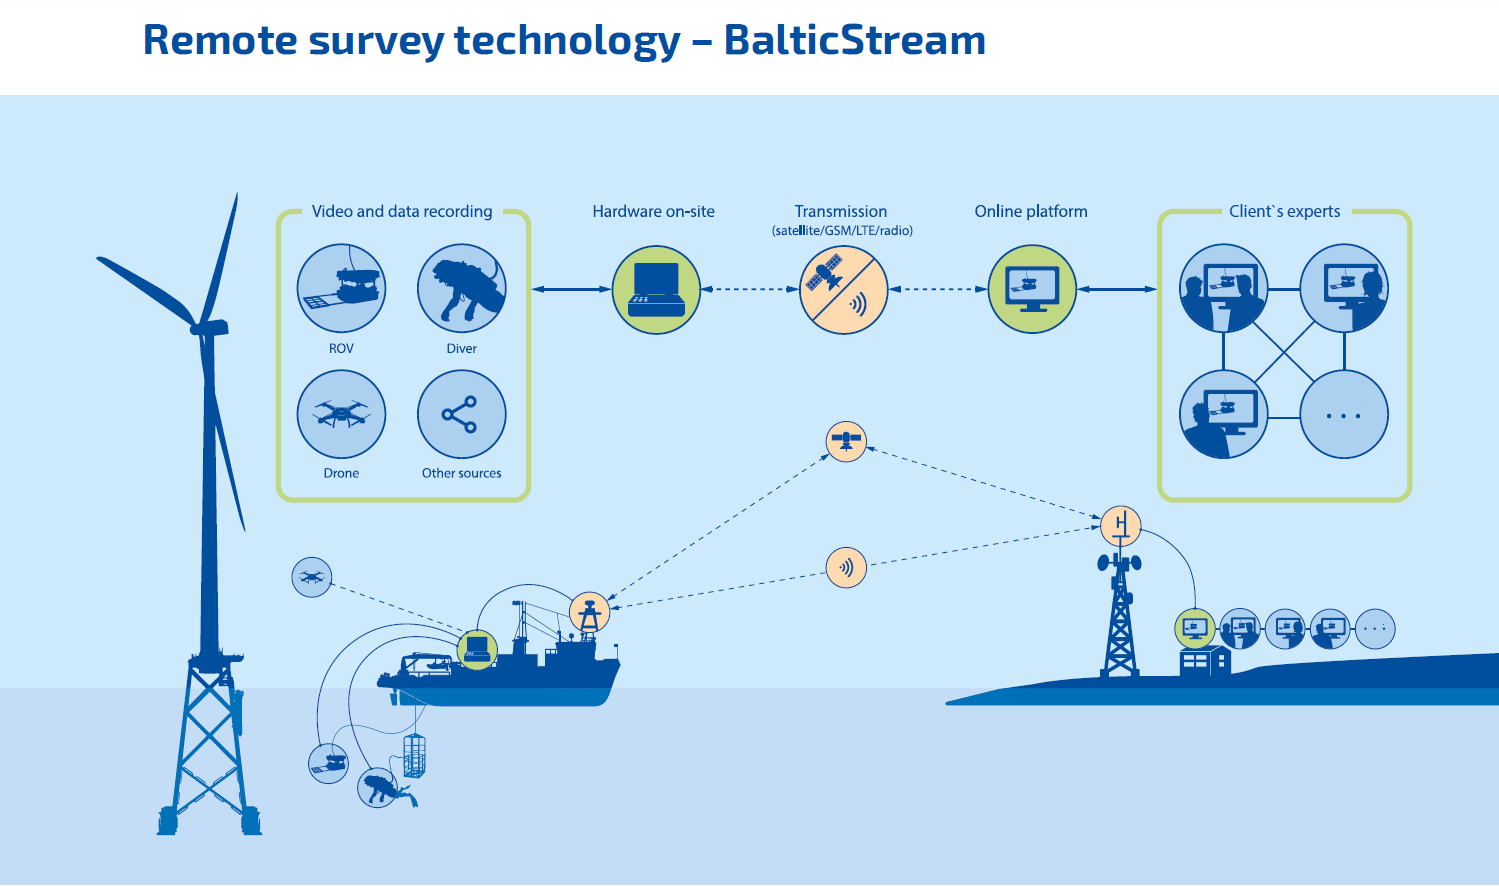 Remote survey technology – BalticStream
Video and data recording
Hardware on-site
Transmission
(satellite/GSM/LTE/radio)
Online platform
Client`s experts
ROV
Diver
Drone
Other sources